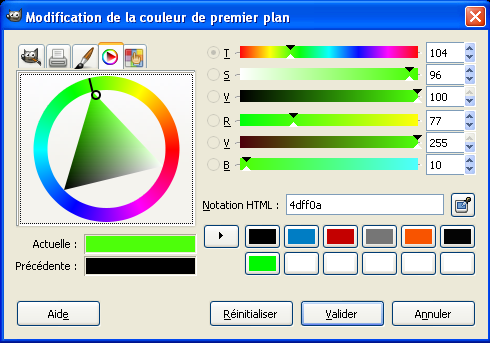 Modification de la couleur de premier plan
T 104
S 96
V 100
R 77
V 255
B 10
Notation HTML : 4dff0a
Actuelle :
Précédente :
Aide
Réinitialiser
Valider
Annuler